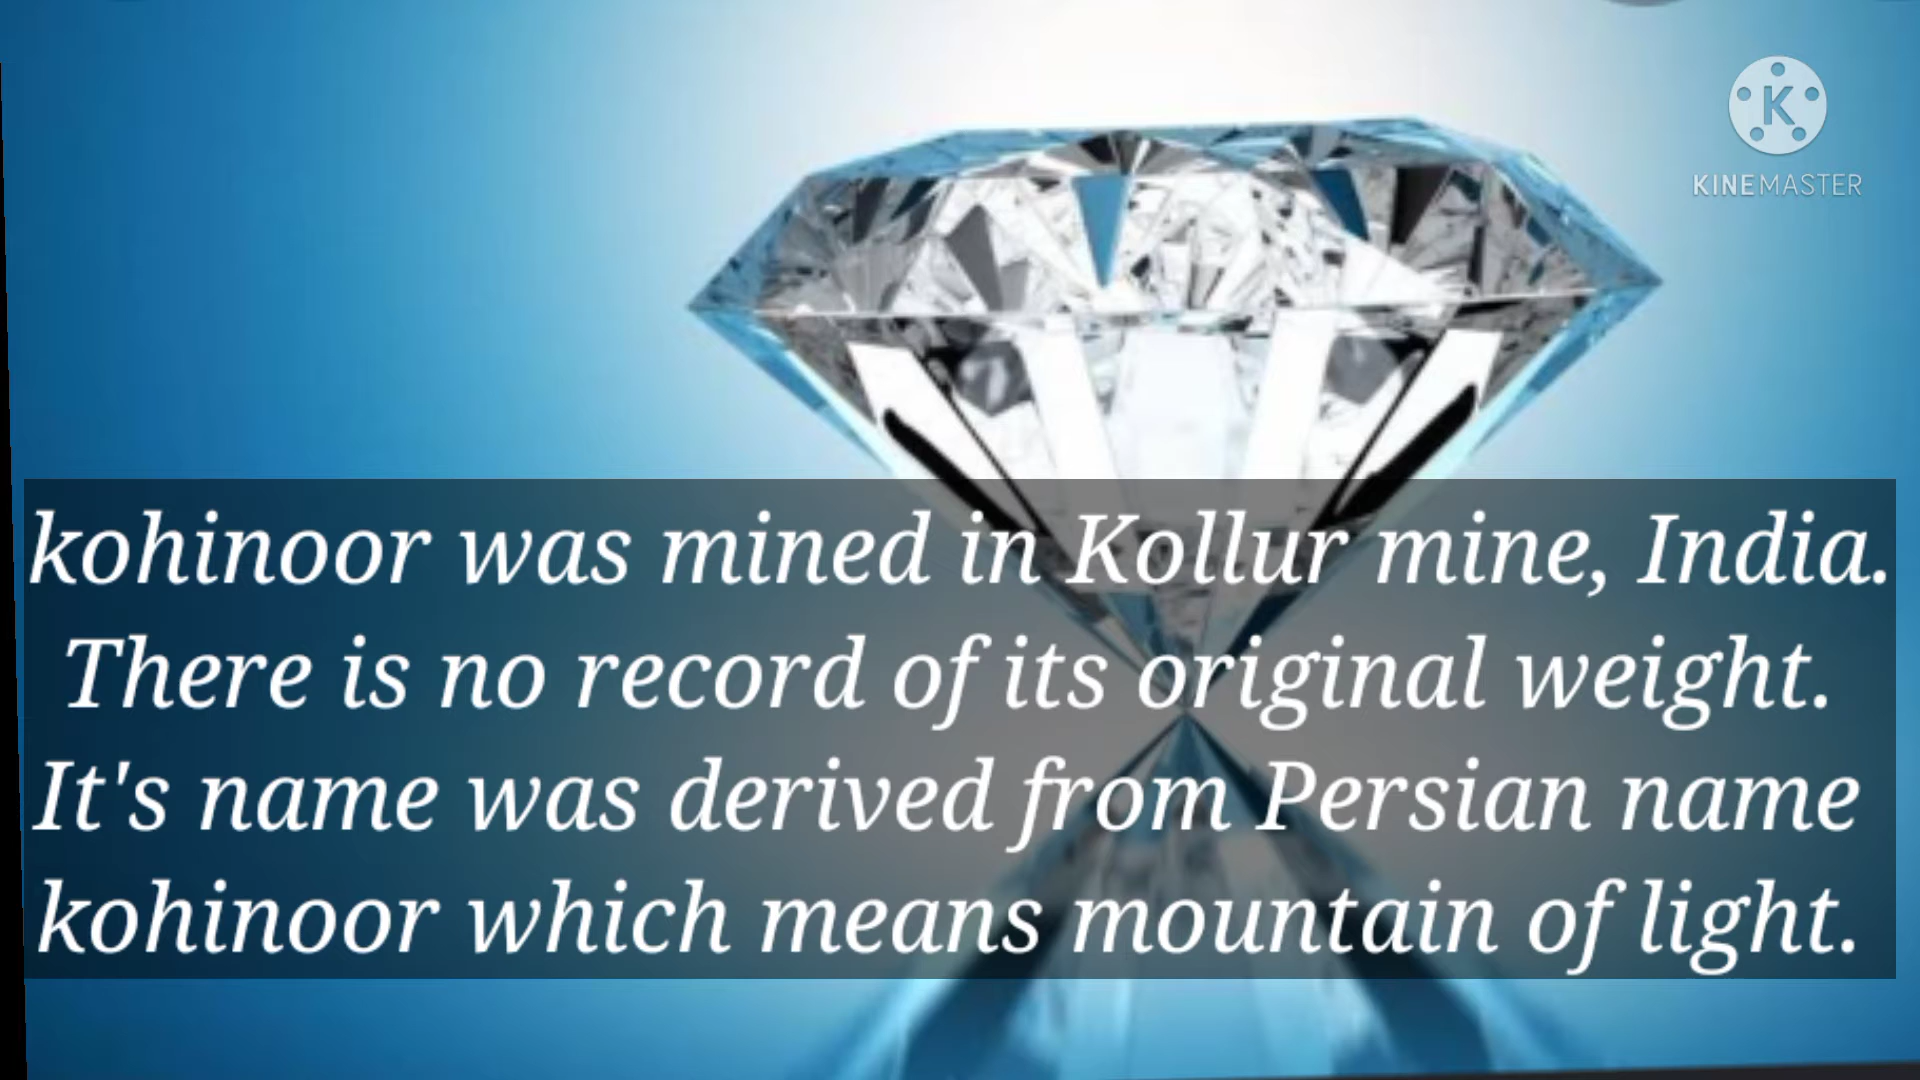 K
KINEMASTER
kohinoor was mined in Kollur mine, India.
There is no record of its original weight.
It's name was derived from Persian name
kohinoor which means mountain of light.